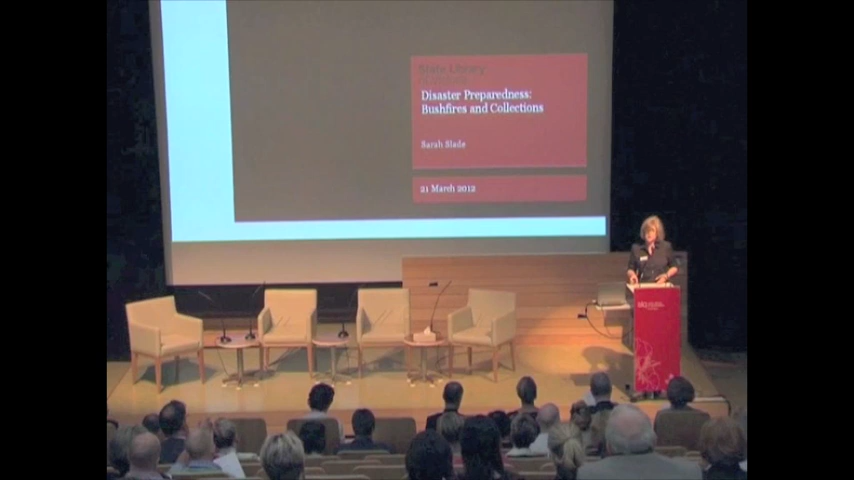 State Library
Disaster Preparedness:
Bushfires and Collections
Sarah Slade
21 March 2012